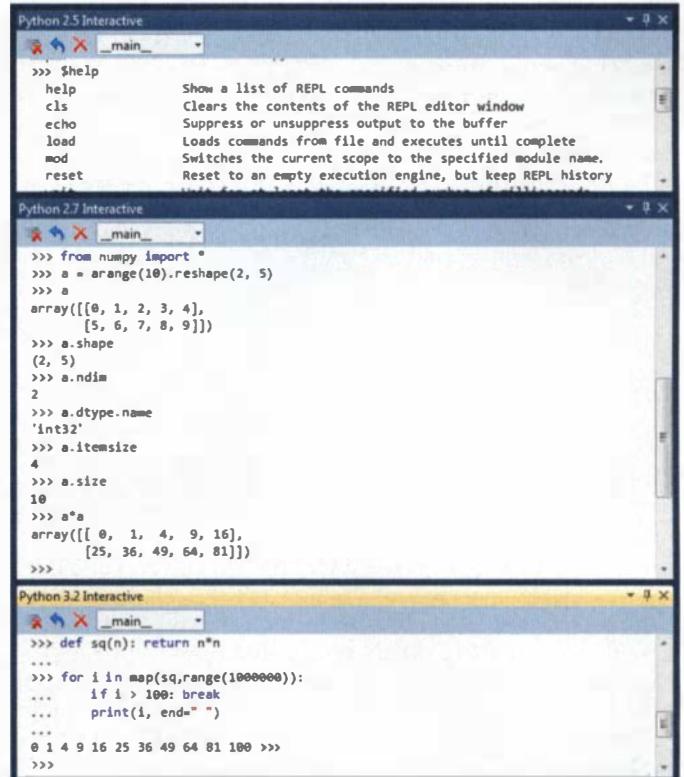 Python 2.5 Interactive
__main__
>>> $help
help Show a list of REPL commands
cls Clears the contents of the REPL editor window
echo Suppress or unsuppress output to the buffer
load Loads commands from file and executes until complete
mod Switches the current scope to the specified module name.
reset Reset to an empty execution engine, but keep REPL history
Python 2.7 Interactive
__main__
>>> from numpy import *
>>> a = arange(10).reshape(2, 5)
>>> a
array([[0, 1, 2, 3, 4],
[5, 6, 7, 8, 9]])
>>> a.shape
(2, 5)
>>> a.ndim
2
>>> a.dtype.name
'int32'
>>> a.itemsize
4
>>> a.size
10
>>> a*a
array([[ 0, 1, 4, 9, 16],
[25, 36, 49, 64, 81]])
>>>
Python 3.2 Interactive
__main__
>>> def sq(n): return n*n
...
>>> for i in map(sq,range(1000000)):
... if i > 100: break
... print(i, end=" ")
...
0 1 4 9 16 25 36 49 64 81 100 >>>
>>>